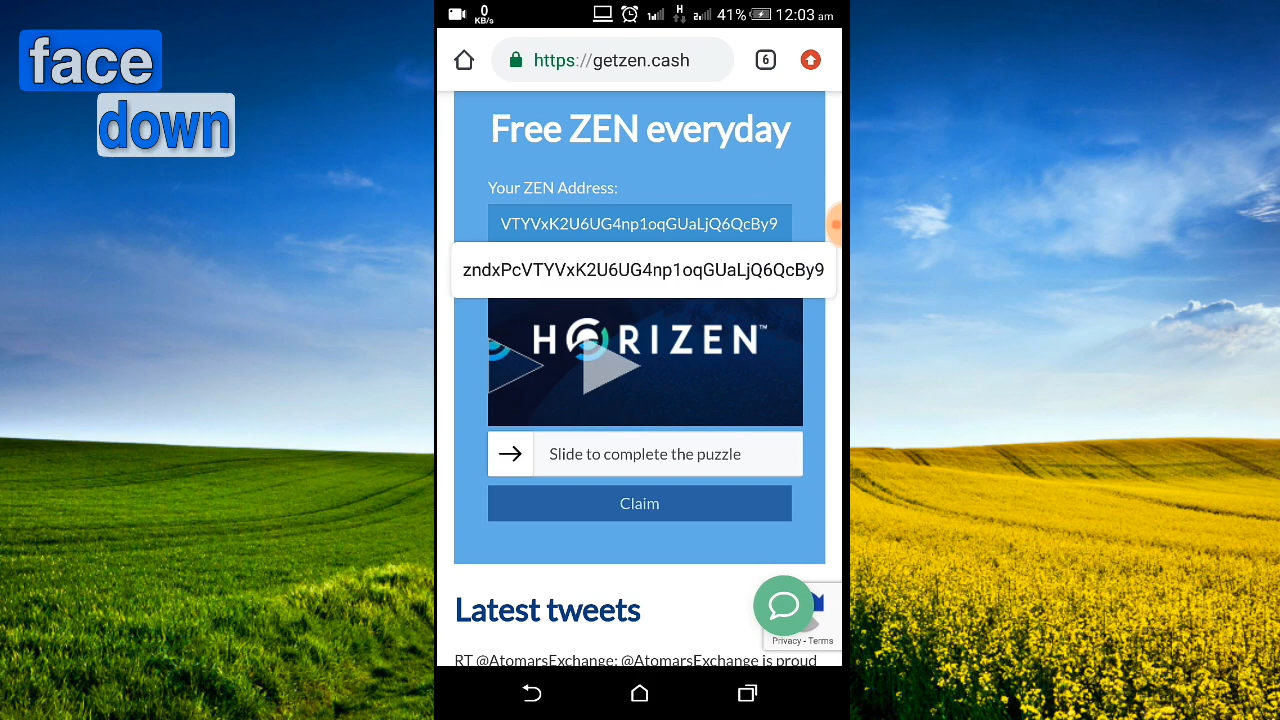 face
down
0
KB/s
H
41%
12:03 am
https://getzen.cash
6
Free ZEN everyday
Your ZEN Address:
VTYVxK2U6UG4np1oqGUaLjQ6QcBy9
zndxPcVTYVxK2U6UG4np1oqGUaLjQ6QcBy9
HORIZEN™
Slide to complete the puzzle
Claim
Latest tweets
Privacy - Terms
RT @AtomarsExchange: @AtomarsExchange is proud